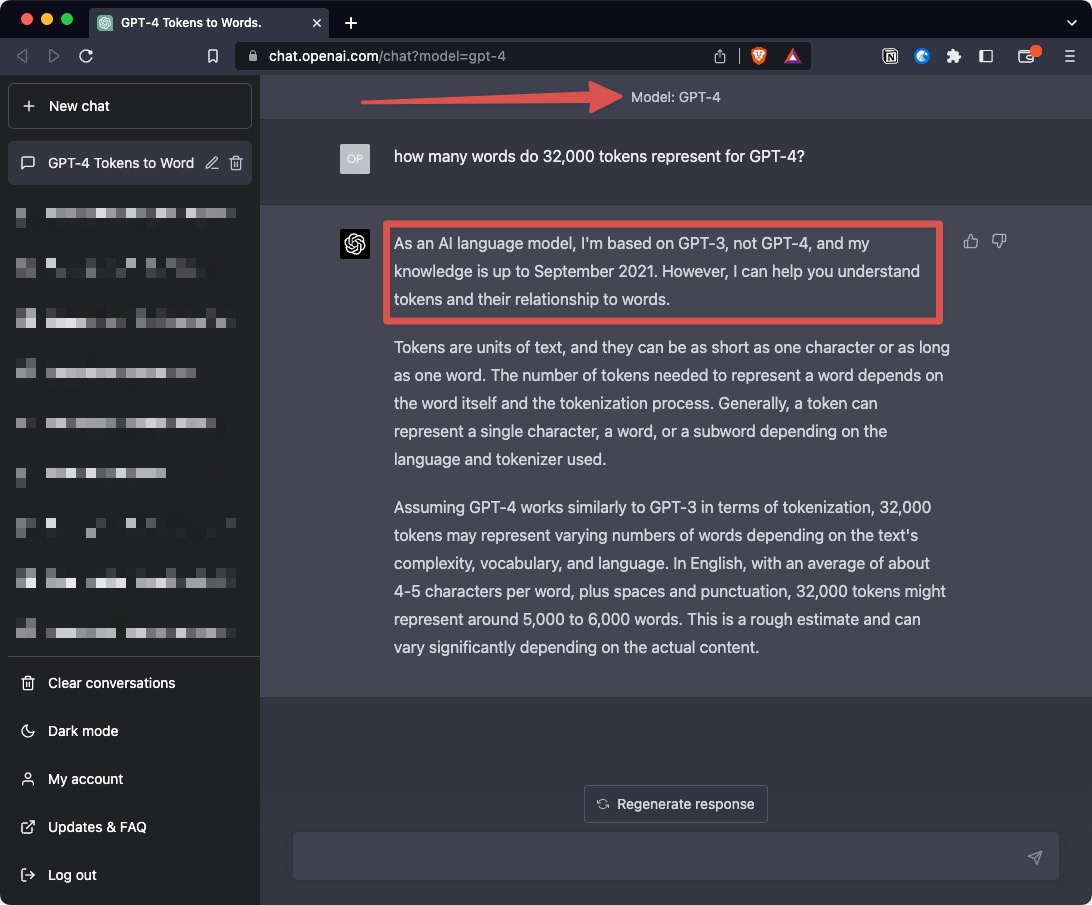 GPT-4 Tokens to Words.
chat.openai.com/chat?model=gpt-4
New chat
GPT-4 Tokens to Word
Clear conversations
Dark mode
My account
Updates & FAQ
Log out
Model: GPT-4
OP
how many words do 32,000 tokens represent for GPT-4?
As an AI language model, I'm based on GPT-3, not GPT-4, and my
knowledge is up to September 2021. However, I can help you understand
tokens and their relationship to words.
Tokens are units of text, and they can be as short as one character or as long
as one word. The number of tokens needed to represent a word depends on
the word itself and the tokenization process. Generally, a token can
represent a single character, a word, or a subword depending on the
language and tokenizer used.
Assuming GPT-4 works similarly to GPT-3 in terms of tokenization, 32,000
tokens may represent varying numbers of words depending on the text's
complexity, vocabulary, and language. In English, with an average of about
4-5 characters per word, plus spaces and punctuation, 32,000 tokens might
represent around 5,000 to 6,000 words. This is a rough estimate and can
vary significantly depending on the actual content.
Regenerate response